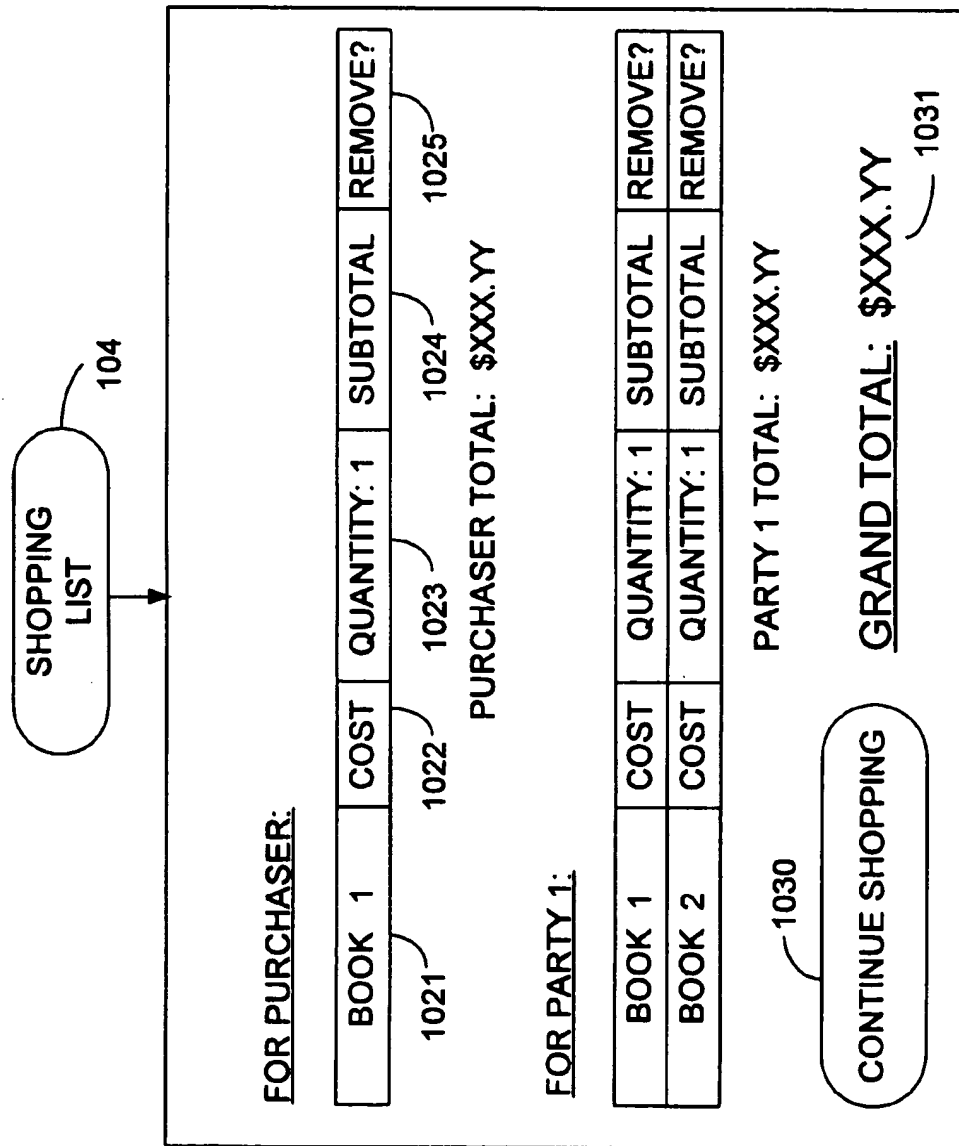 SHOPPING
LIST
104
FOR PURCHASER:
BOOK 1 COST QUANTITY: 1 SUBTOTAL REMOVE?
1021 1022 1023 1024 1025
PURCHASER TOTAL: $XXX.YY
FOR PARTY 1:
BOOK 1 COST QUANTITY: 1 SUBTOTAL REMOVE?
BOOK 2 COST QUANTITY: 1 SUBTOTAL REMOVE?
PARTY 1 TOTAL: $XXX.YY
1030
CONTINUE SHOPPING
GRAND TOTAL: $XXX.YY
1031